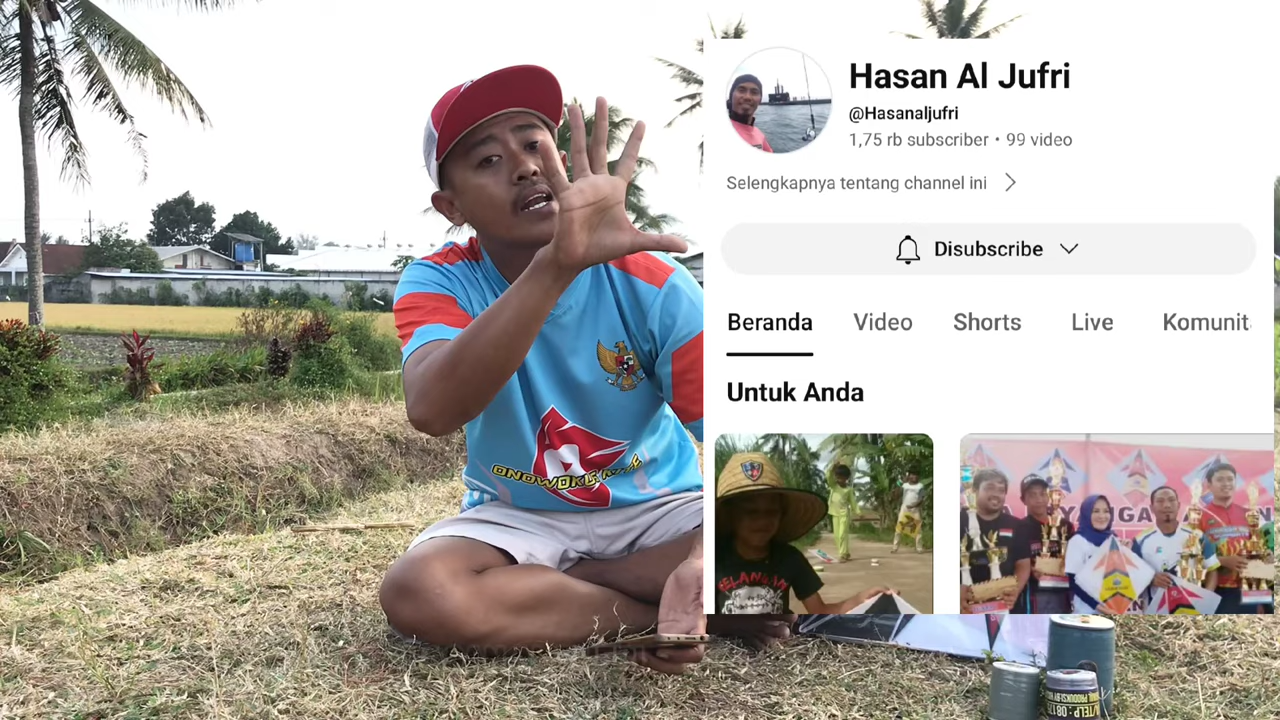 Hasan Al Jufri
@Hasanaljufri
1,75 rb subscriber • 99 video
Selengkapnya tentang channel ini
Disubscribe
Beranda Video Shorts Live Komunit
Untuk Anda
ONOWOKO